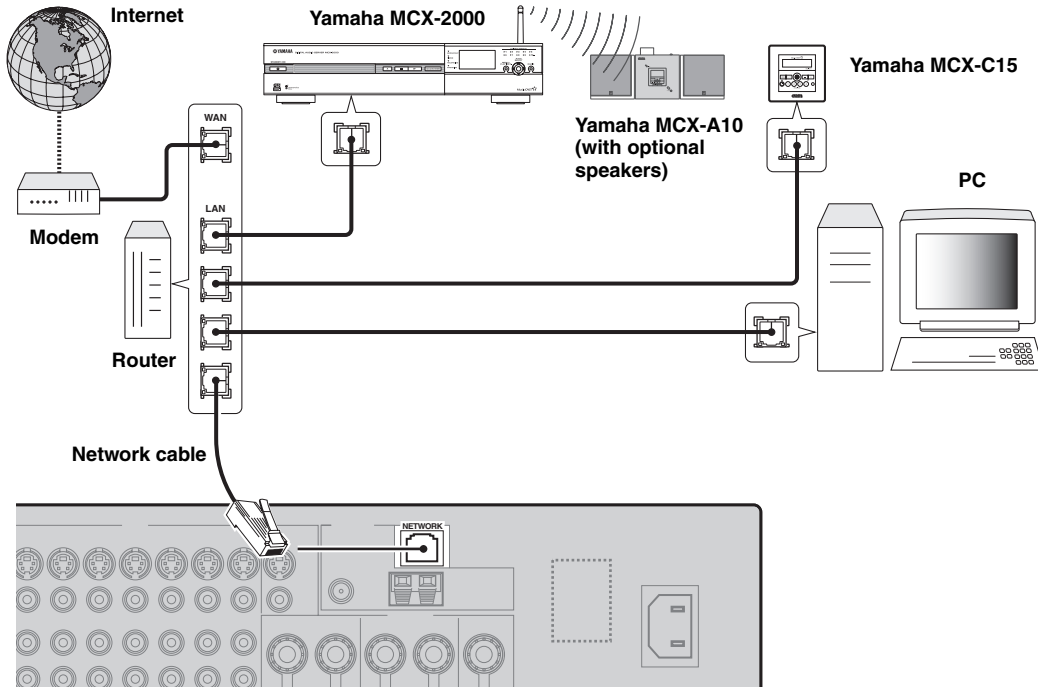 Internet
Yamaha MCX-2000
YAMAHA
Yamaha MCX-C15
Yamaha MCX-A10
(with optional
speakers)
PC
WAN
LAN
Modem
Router
Network cable
NETWORK